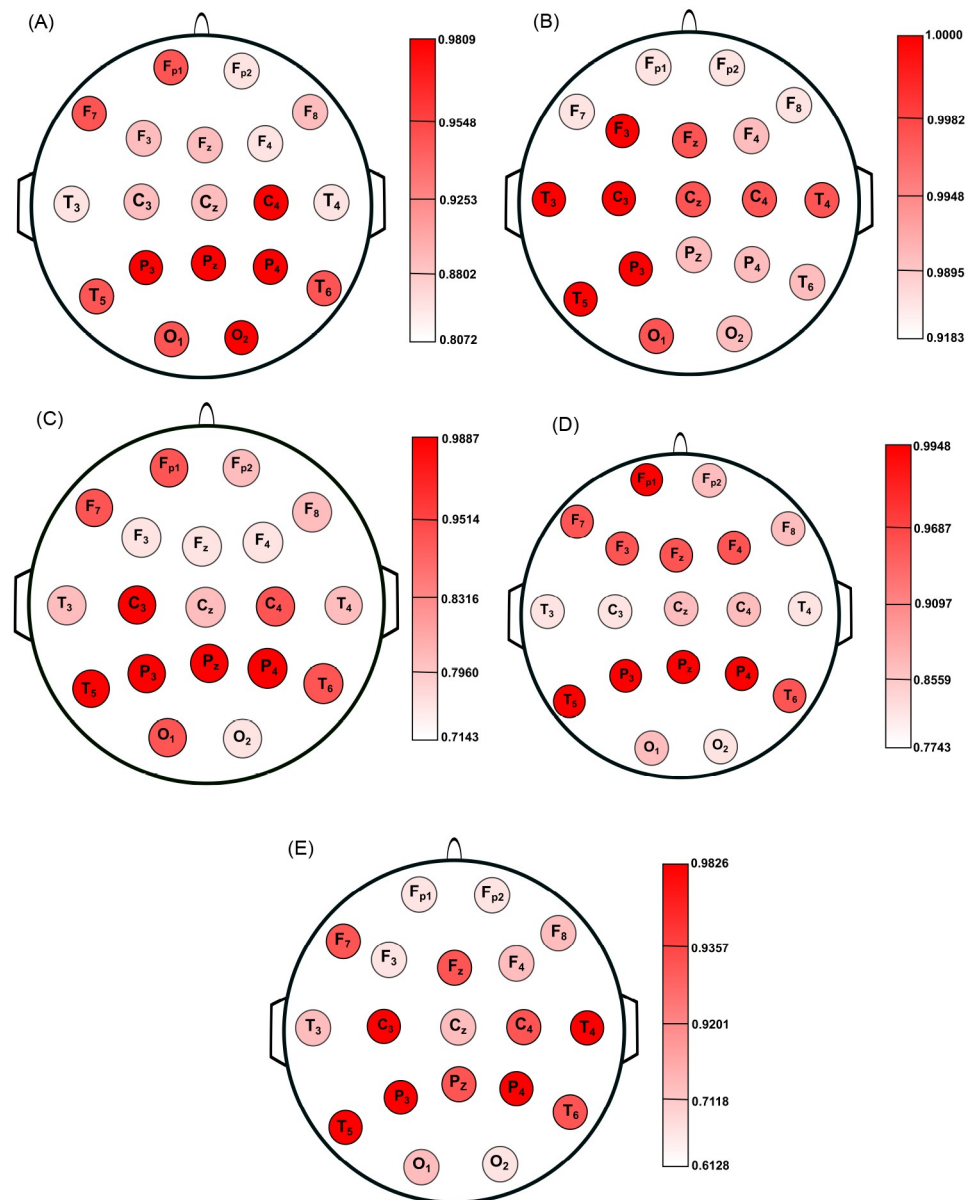 (A)
Fp1 Fp2
F7 F8
F3 Fz F4
T3 C3 Cz C4 T4
P3 Pz P4
T5 T6
O1 O2
0.9809
0.9548
0.9253
0.8802
0.8072
(B)
Fp1 Fp2
F7 F8
F3 Fz F4
T3 C3 Cz C4 T4
P3 PZ P4
T5 T6
O1 O2
1.0000
0.9982
0.9948
0.9895
0.9183
(C)
Fp1 Fp2
F7 F8
F3 Fz F4
T3 C3 Cz C4 T4
P3 Pz P4
T5 T6
O1 O2
0.9887
0.9514
0.8316
0.7960
0.7143
(D)
Fp1 Fp2
F7 F8
F3 Fz F4
T3 C3 Cz C4 T4
P3 Pz P4
T5 T6
O1 O2
0.9948
0.9687
0.9097
0.8559
0.7743
(E)
Fp1 Fp2
F7 F8
F3 Fz F4
T3 C3 Cz C4 T4
P3 PZ P4
T5 T6
O1 O2
0.9826
0.9357
0.9201
0.7118
0.6128